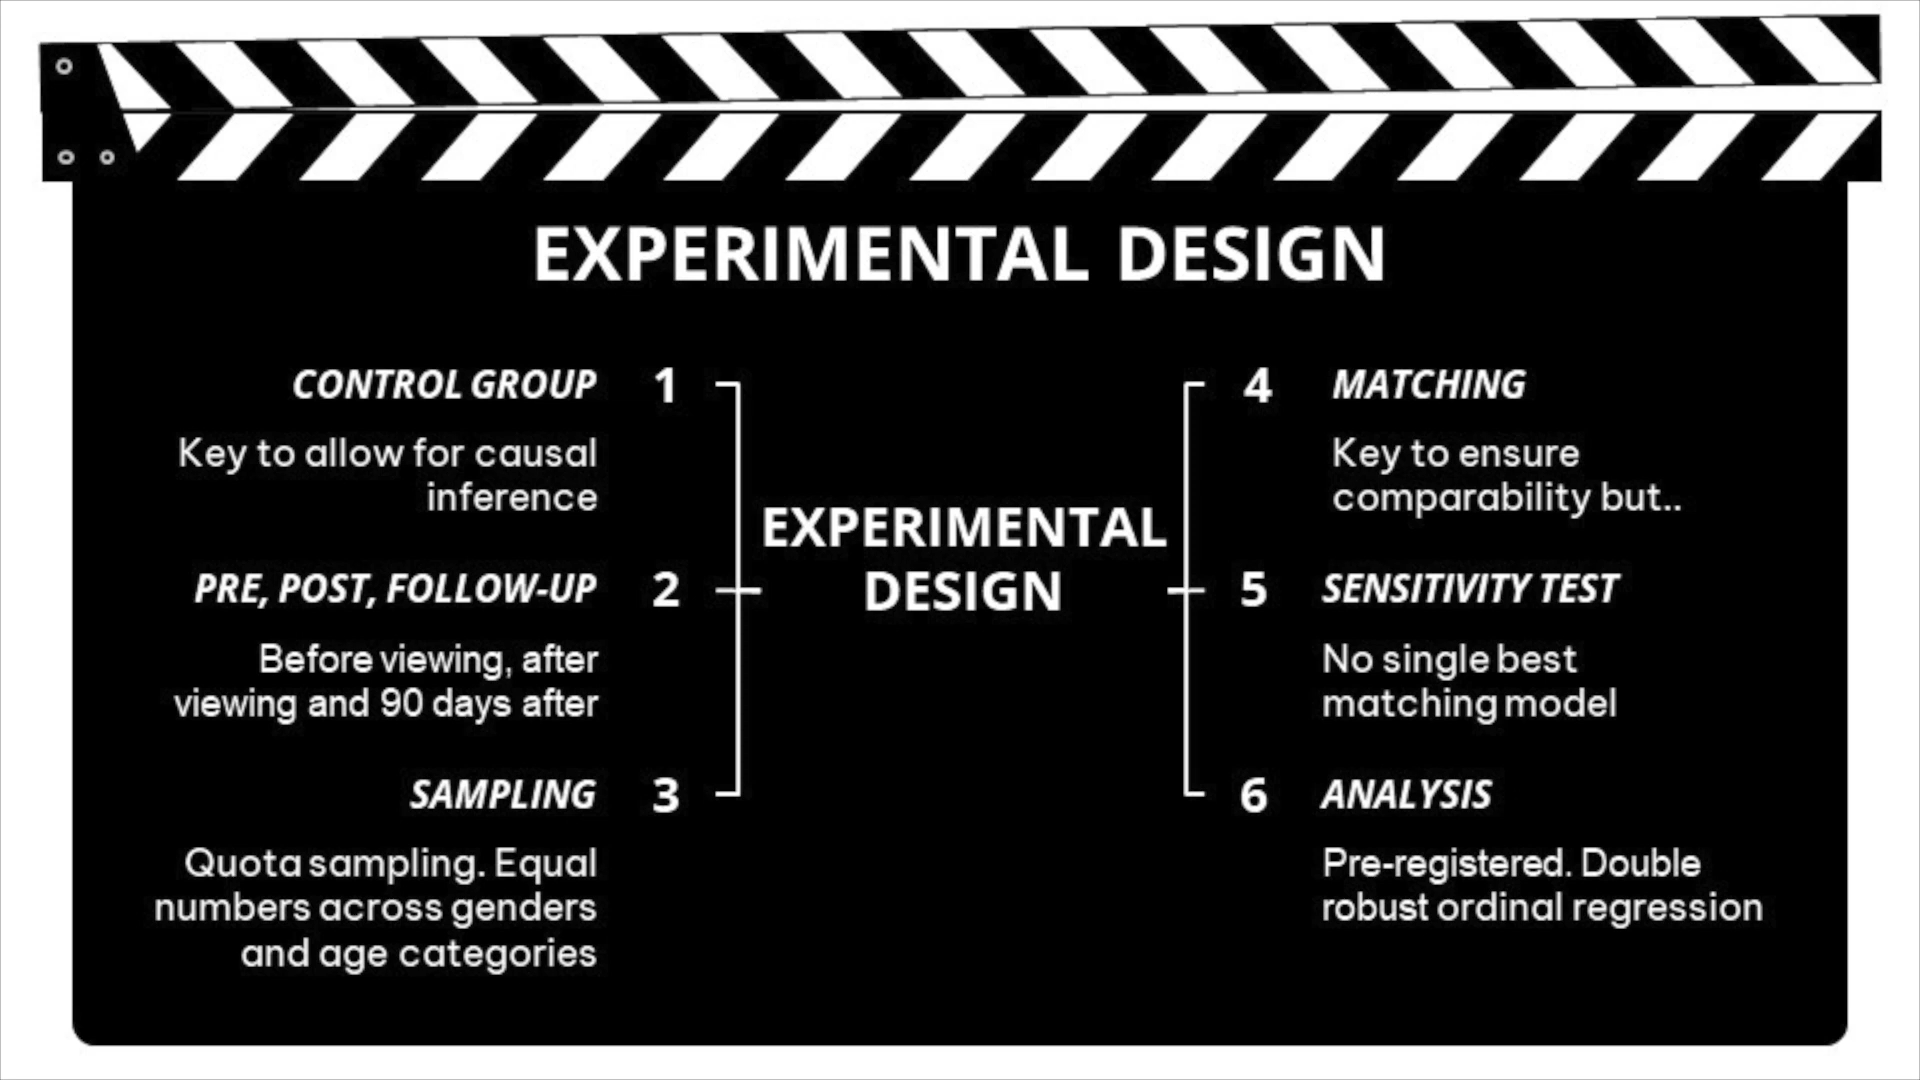 EXPERIMENTAL DESIGN
CONTROL GROUP 1
Key to allow for causal
inference
PRE, POST, FOLLOW-UP 2
Before viewing, after
viewing and 90 days after
SAMPLING 3
Quota sampling. Equal
numbers across genders
and age categories
EXPERIMENTAL
DESIGN
4 MATCHING
Key to ensure
comparability but..
5 SENSITIVITY TEST
No single best
matching model
6 ANALYSIS
Pre-registered. Double
robust ordinal regression